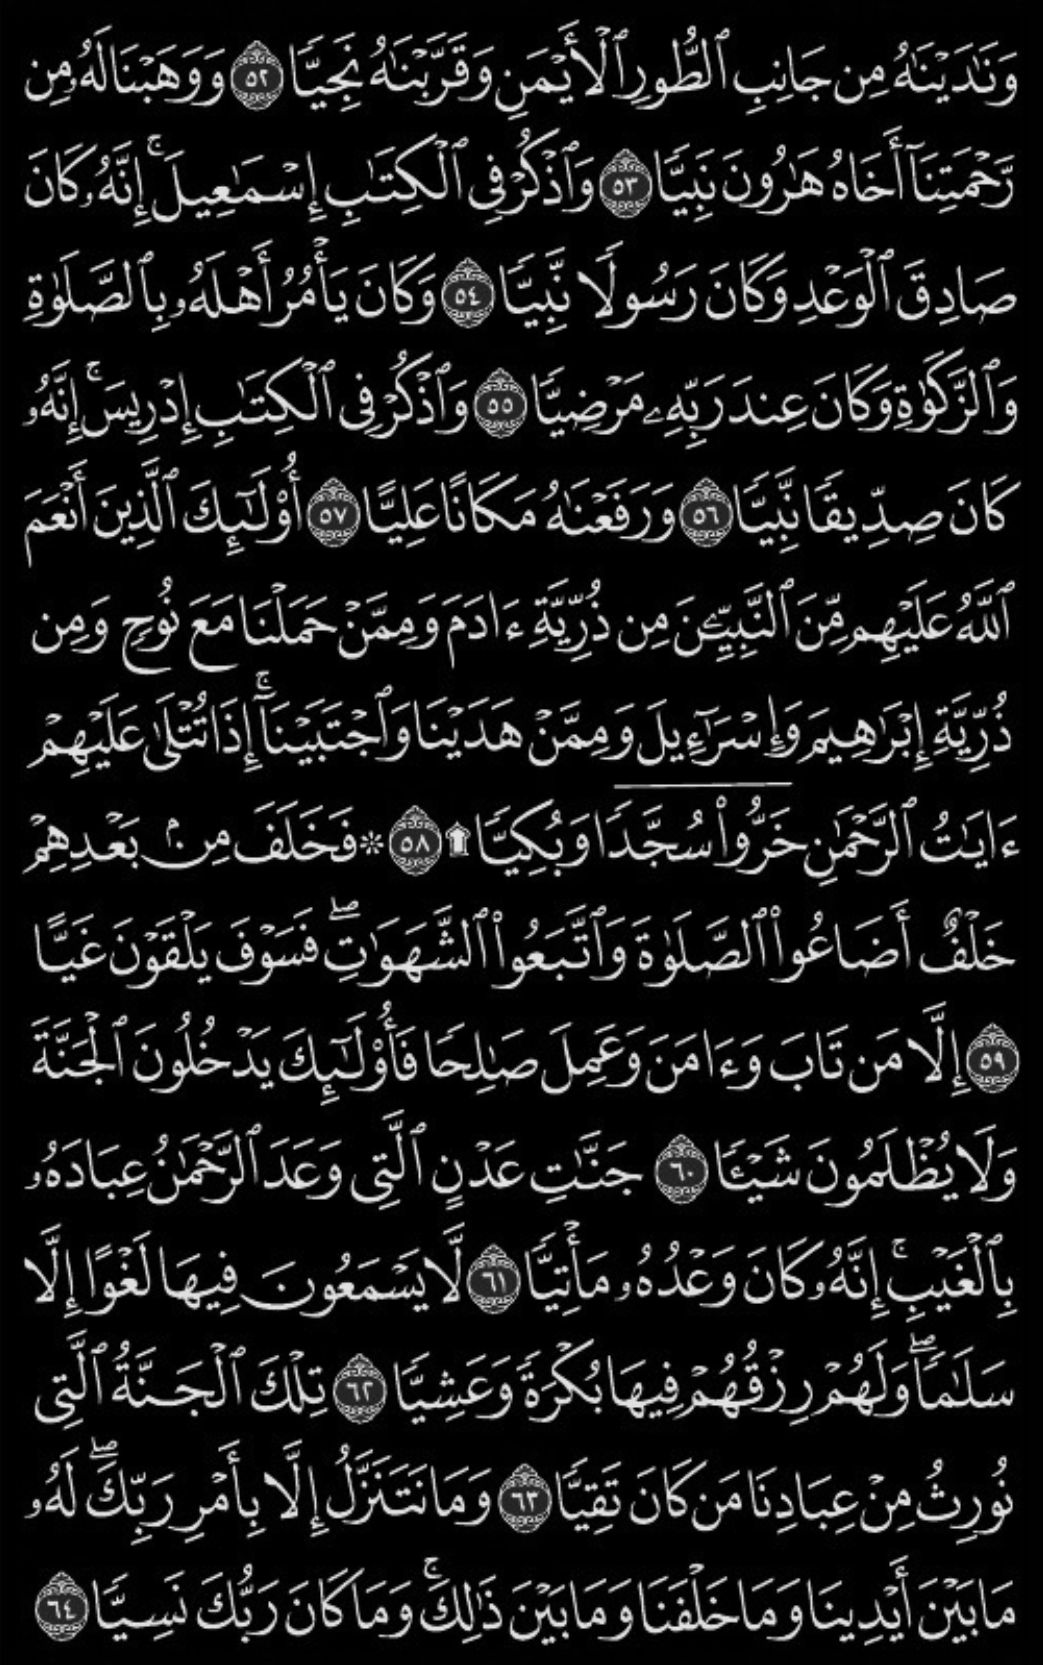 وَنَٰدَيْنَٰهُ مِن جَانِبِ ٱلطُّورِ ٱلْأَيْمَنِ وَقَرَّبْنَٰهُ نَجِيًّا ٥٢ وَوَهَبْنَا لَهُۥ مِن
رَّحْمَتِنَآ أَخَاهُ هَٰرُونَ نَبِيًّا ٥٣ وَٱذْكُرْ فِى ٱلْكِتَٰبِ إِسْمَٰعِيلَ ۚ إِنَّهُۥ كَانَ
صَادِقَ ٱلْوَعْدِ وَكَانَ رَسُولًا نَّبِيًّا ٥٤ وَكَانَ يَأْمُرُ أَهْلَهُۥ بِٱلصَّلَوٰةِ
وَٱلزَّكَوٰةِ وَكَانَ عِندَ رَبِّهِۦ مَرْضِيًّا ٥٥ وَٱذْكُرْ فِى ٱلْكِتَٰبِ إِدْرِيسَ ۚ إِنَّهُۥ
كَانَ صِدِّيقًا نَّبِيًّا ٥٦ وَرَفَعْنَٰهُ مَكَانًا عَلِيًّا ٥٧ أُو۟لَٰٓئِكَ ٱلَّذِينَ أَنْعَمَ
ٱللَّهُ عَلَيْهِم مِّنَ ٱلنَّبِيِّـۧنَ مِن ذُرِّيَّةِ ءَادَمَ وَمِمَّنْ حَمَلْنَا مَعَ نُوحٍ وَمِن
ذُرِّيَّةِ إِبْرَٰهِيمَ وَإِسْرَٰٓءِيلَ وَمِمَّنْ هَدَيْنَا وَٱجْتَبَيْنَآ ۚ إِذَا تُتْلَىٰ عَلَيْهِمْ
ءَايَٰتُ ٱلرَّحْمَٰنِ خَرُّوا۟ سُجَّدًا وَبُكِيًّا ۩ ٥٨ * فَخَلَفَ مِنۢ بَعْدِهِمْ
خَلْفٌ أَضَاعُوا۟ ٱلصَّلَوٰةَ وَٱتَّبَعُوا۟ ٱلشَّهَوَٰتِ ۖ فَسَوْفَ يَلْقَوْنَ غَيًّا
٥٩ إِلَّا مَن تَابَ وَءَامَنَ وَعَمِلَ صَٰلِحًا فَأُو۟لَٰٓئِكَ يَدْخُلُونَ ٱلْجَنَّةَ
وَلَا يُظْلَمُونَ شَيْـًٔا ٦٠ جَنَّٰتِ عَدْنٍ ٱلَّتِى وَعَدَ ٱلرَّحْمَٰنُ عِبَادَهُۥ
بِٱلْغَيْبِ ۚ إِنَّهُۥ كَانَ وَعْدُهُۥ مَأْتِيًّا ٦١ لَّا يَسْمَعُونَ فِيهَا لَغْوًا إِلَّا
سَلَٰمًا ۖ وَلَهُمْ رِزْقُهُمْ فِيهَا بُكْرَةً وَعَشِيًّا ٦٢ تِلْكَ ٱلْجَنَّةُ ٱلَّتِى
نُورِثُ مِنْ عِبَادِنَا مَن كَانَ تَقِيًّا ٦٣ وَمَا نَتَنَزَّلُ إِلَّا بِأَمْرِ رَبِّكَ ۖ لَهُۥ
مَا بَيْنَ أَيْدِينَا وَمَا خَلْفَنَا وَمَا بَيْنَ ذَٰلِكَ ۚ وَمَا كَانَ رَبُّكَ نَسِيًّا ٦٤